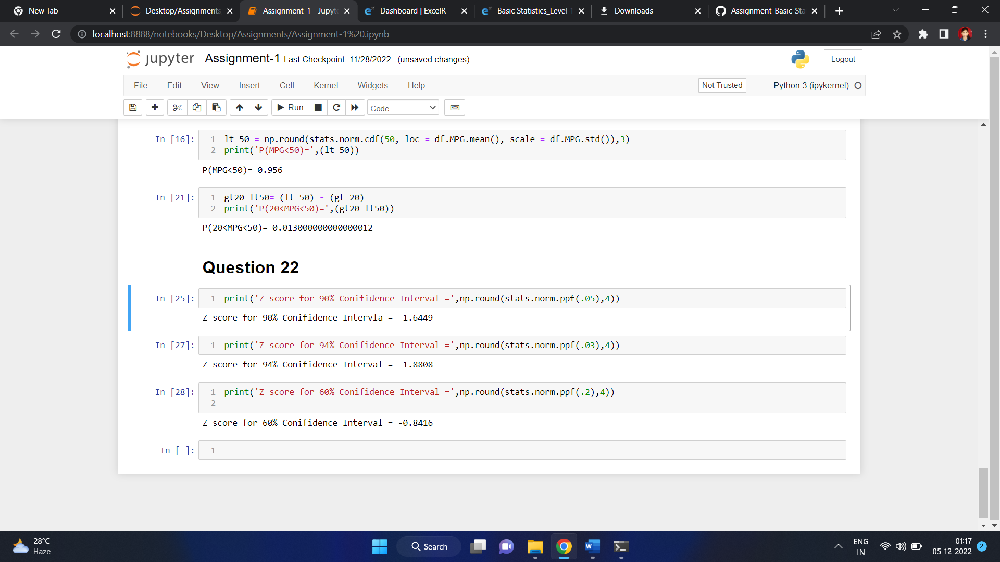 New Tab
Desktop/Assignments
Assignment-1 - Jupyte
Dashboard | ExcelR
Basic Statistics_Level 1
Downloads
Assignment-Basic-Sta
localhost:8888/notebooks/Desktop/Assignments/Assignment-1%20.ipynb
jupyter Assignment-1 Last Checkpoint: 11/28/2022 (unsaved changes)
Logout
File Edit View Insert Cell Kernel Widgets Help
Not Trusted
Python 3 (ipykernel)
Run
Code
In [16]:
1 lt_50 = np.round(stats.norm.cdf(50, loc = df.MPG.mean(), scale = df.MPG.std()),3)
2 print('P(MPG<50)=',(lt_50))
P(MPG<50)= 0.956
In [21]:
1 gt20_lt50= (lt_50) - (gt_20)
2 print('P(20<MPG<50)=',(gt20_lt50))
P(20<MPG<50)= 0.013000000000000012
Question 22
In [25]:
1 print('Z score for 90% Conifidence Interval =',np.round(stats.norm.ppf(.05),4))
Z score for 90% Conifidence Intervla = -1.6449
In [27]:
1 print('Z score for 94% Conifidence Interval =',np.round(stats.norm.ppf(.03),4))
Z score for 94% Conifidence Interval = -1.8808
In [28]:
1 print('Z score for 60% Conifidence Interval =',np.round(stats.norm.ppf(.2),4))
2
Z score for 60% Conifidence Interval = -0.8416
In [ ]:
1
28°C
Haze
Search
ENG
IN
01:17
05-12-2022
2